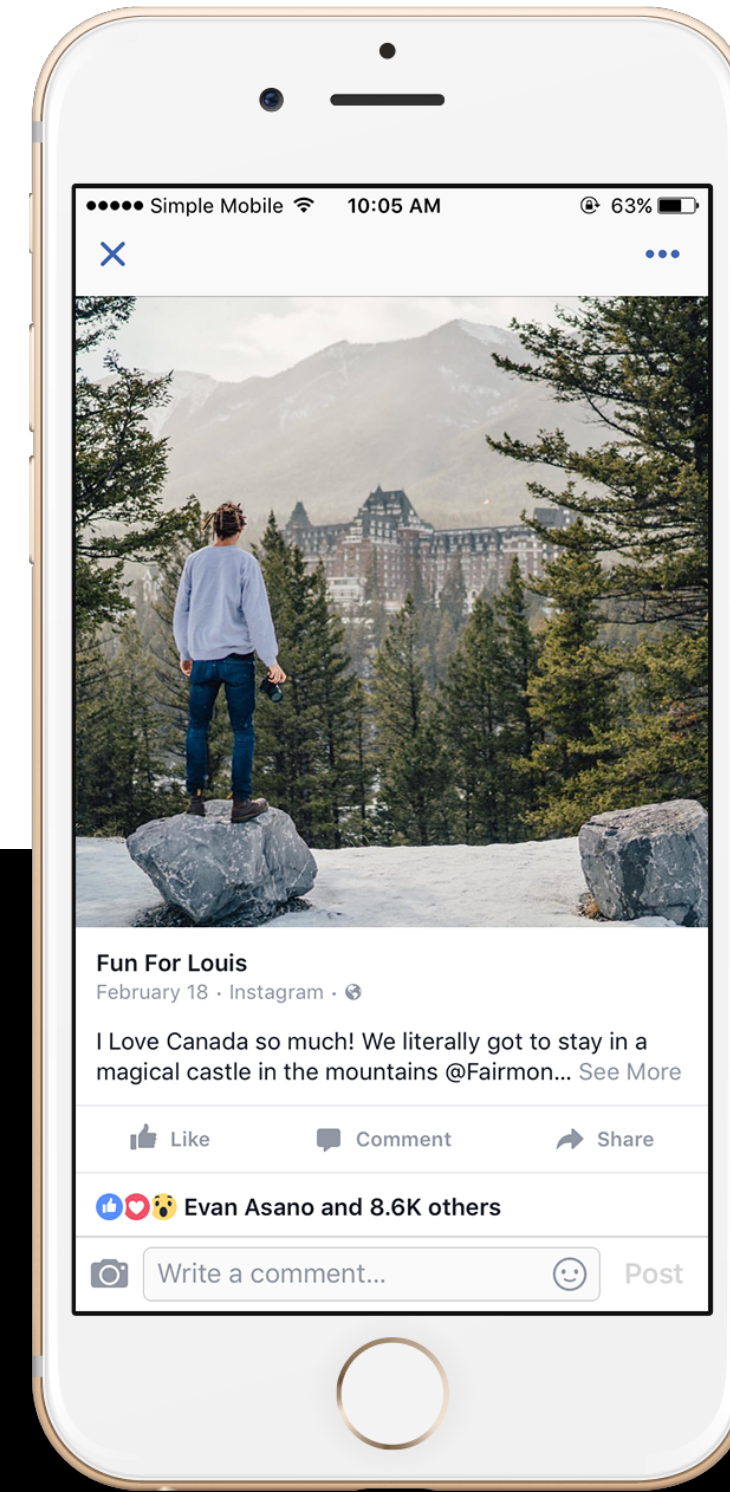 Simple Mobile 10:05 AM 63%
Fun For Louis
February 18 · Instagram ·
I Love Canada so much! We literally got to stay in a
magical castle in the mountains @Fairmon... See More
Like Comment Share
Evan Asano and 8.6K others
Write a comment... Post